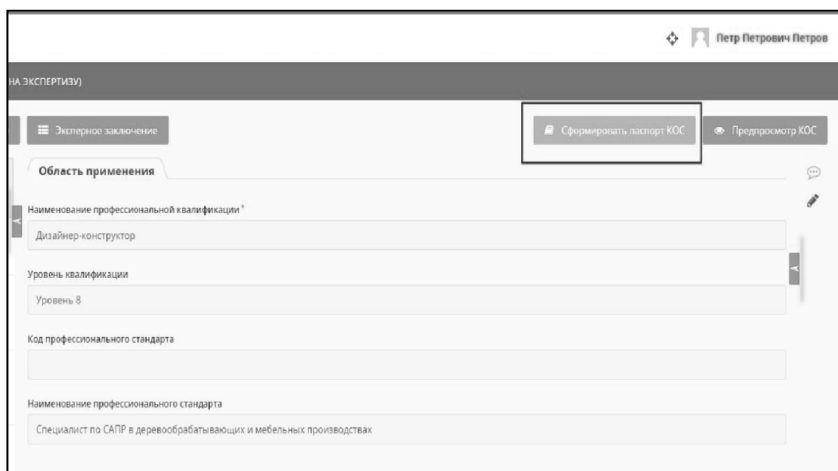 Петр Петрович Петров
НА ЭКСПЕРТИЗУ)
Эксперное заключение
Сформировать паспорт КОС
Предпросмотр КОС
Область применения
Наименование профессиональной квалификации*
Дизайнер-конструктор
Уровень квалификации
Уровень 8
Код профессионального стандарта
Наименование профессионального стандарта
Специалист по САПР в деревообрабатывающих и мебельных производствах